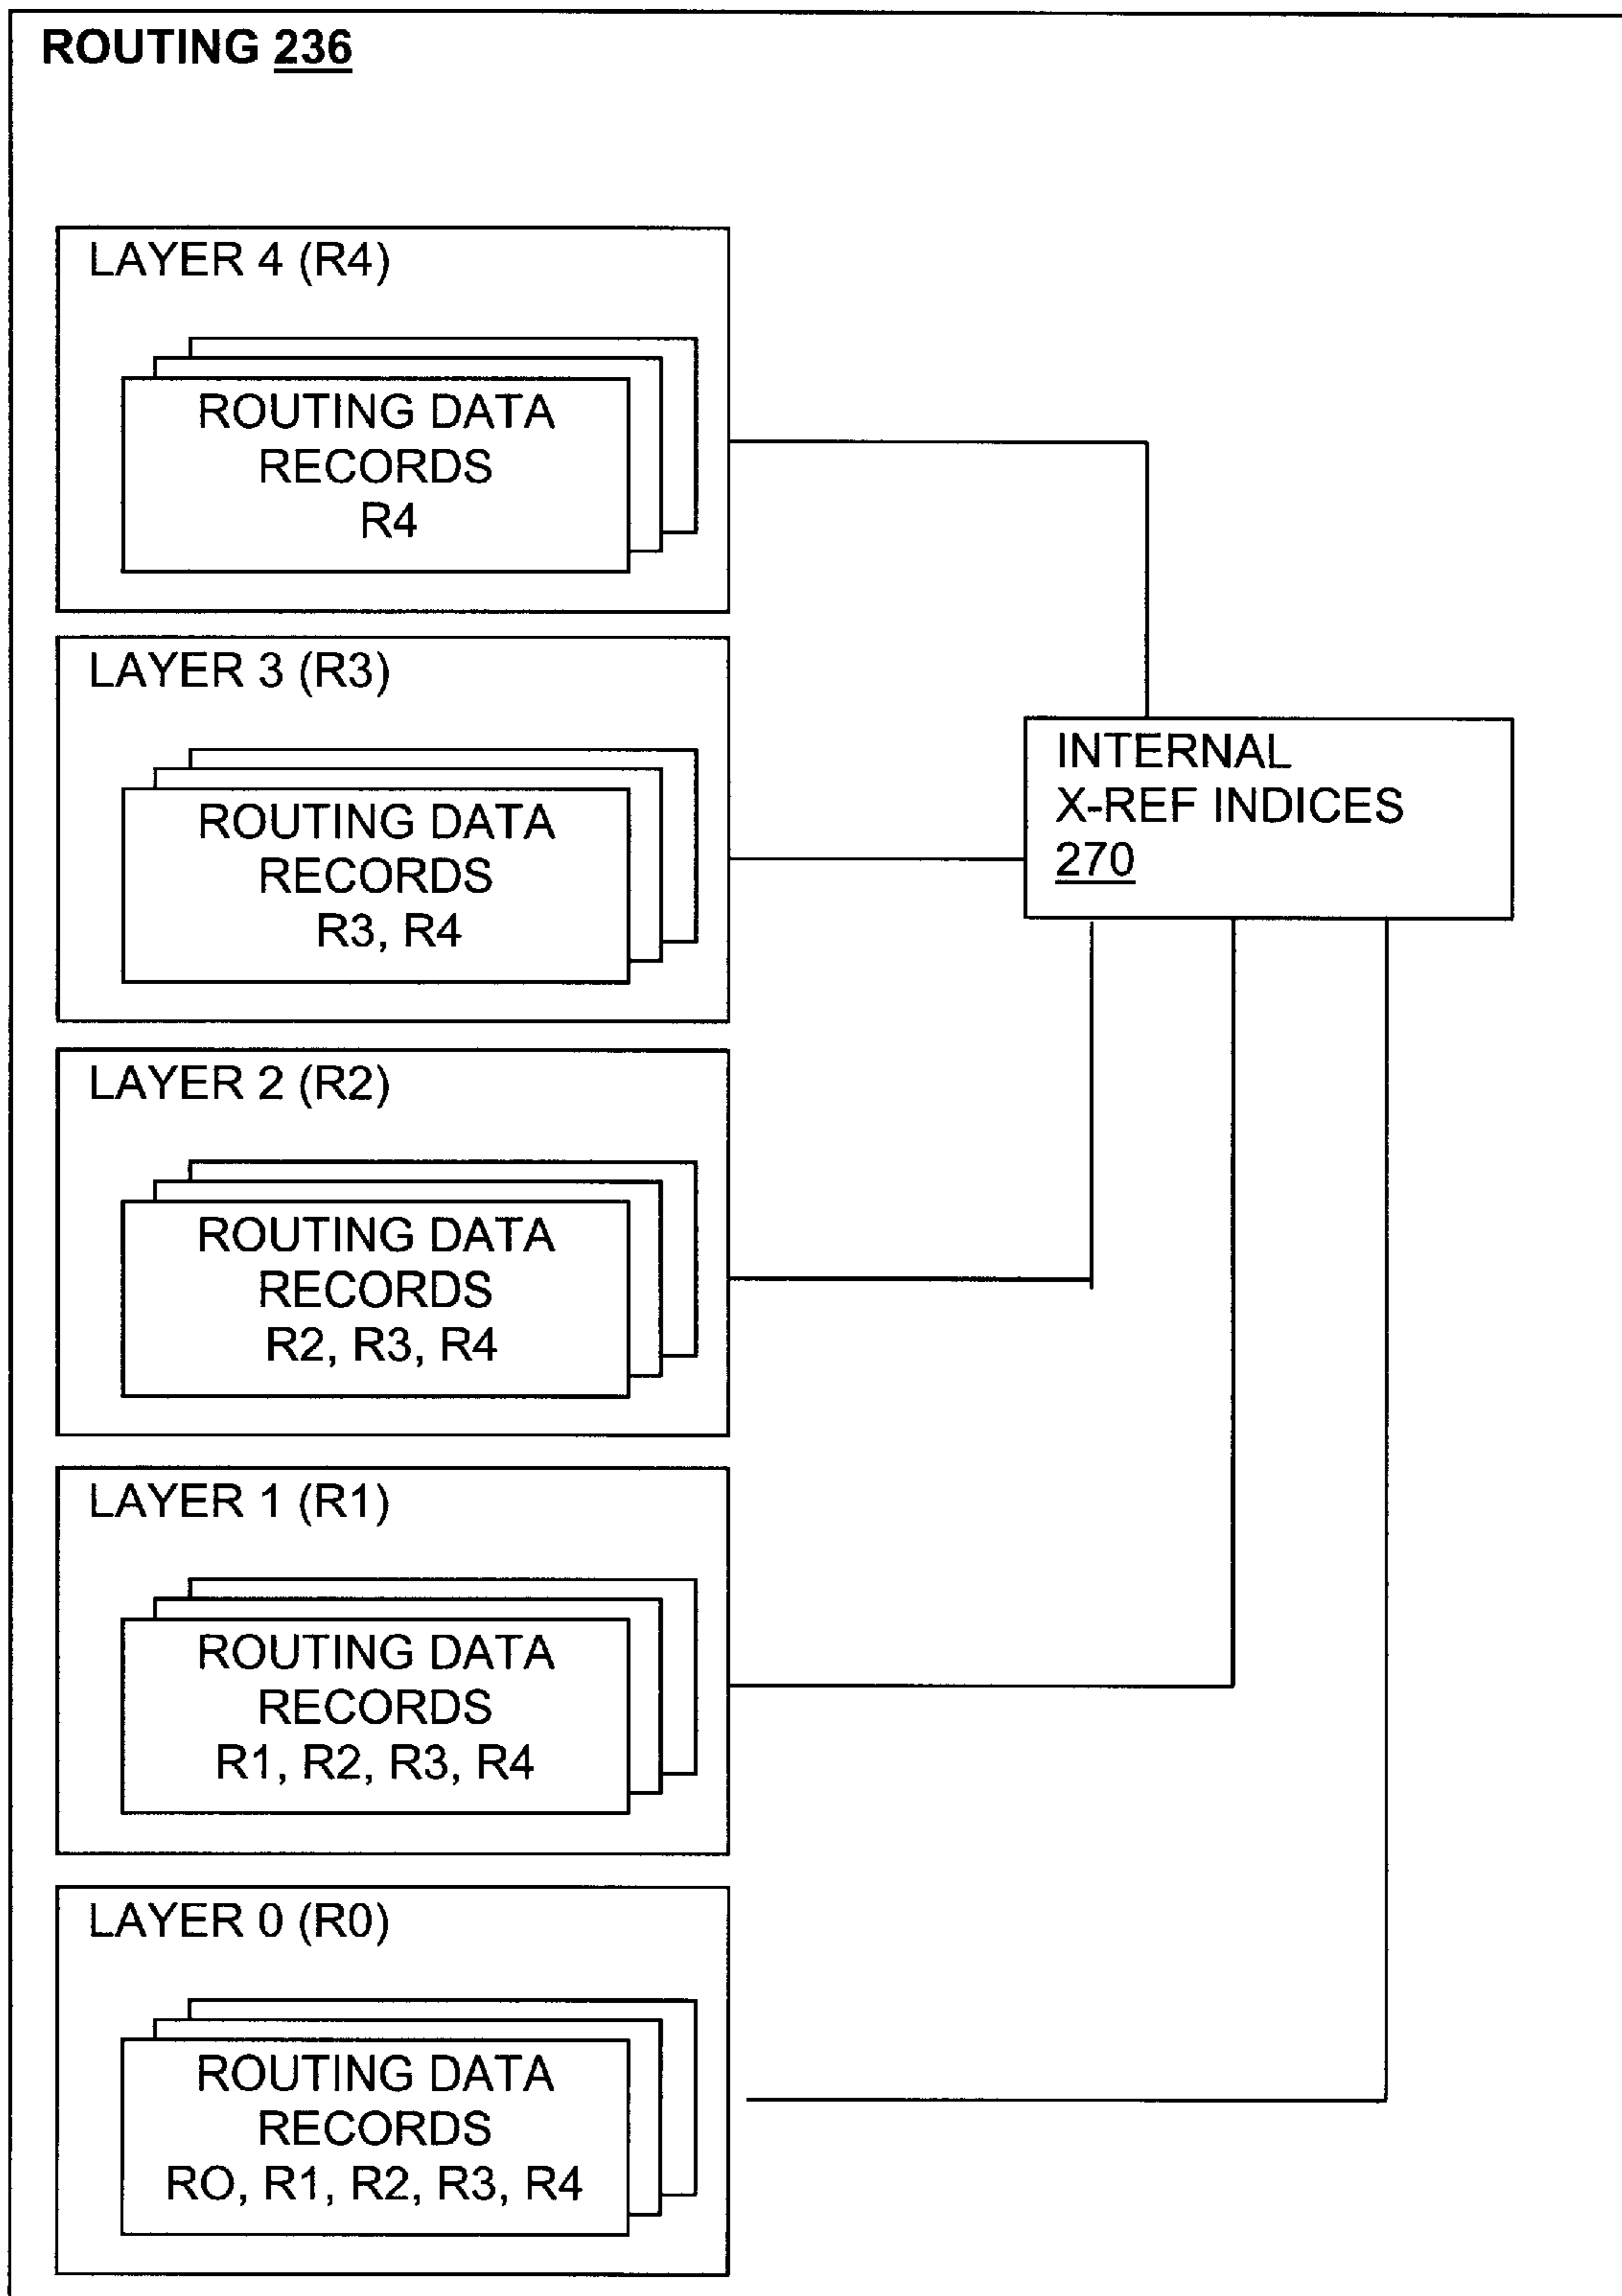 ROUTING 236
LAYER 4 (R4)
ROUTING DATA
RECORDS
R4
LAYER 3 (R3)
ROUTING DATA
RECORDS
R3, R4
INTERNAL
X-REF INDICES
270
LAYER 2 (R2)
ROUTING DATA
RECORDS
R2, R3, R4
LAYER 1 (R1)
ROUTING DATA
RECORDS
R1, R2, R3, R4
LAYER 0 (R0)
ROUTING DATA
RECORDS
RO, R1, R2, R3, R4